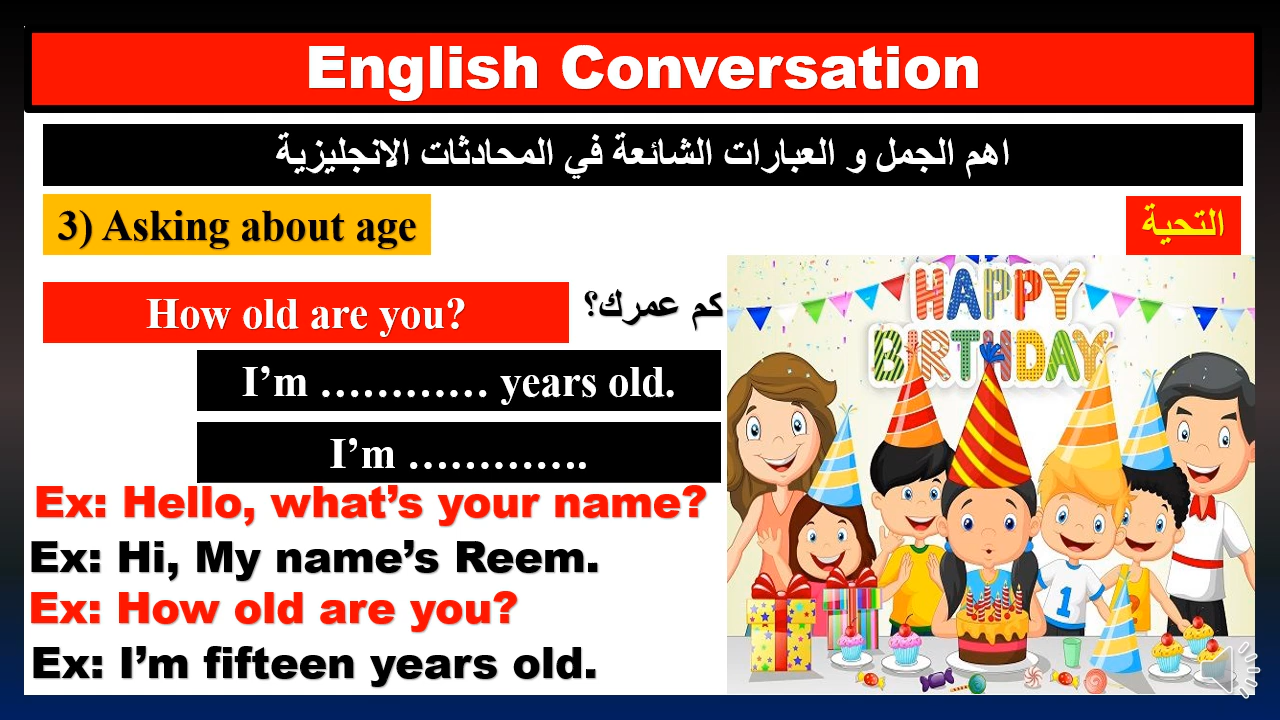 English Conversation
اهم الجمل و العبارات الشائعة في المحادثات الانجليزية
3) Asking about age
التحية
How old are you?
كم عمرك؟
I’m ………… years old.
I’m ………….
Ex: Hello, what’s your name?
Ex: Hi, My name’s Reem.
Ex: How old are you?
Ex: I’m fifteen years old.
HAPPY
BIRTHDAY
1